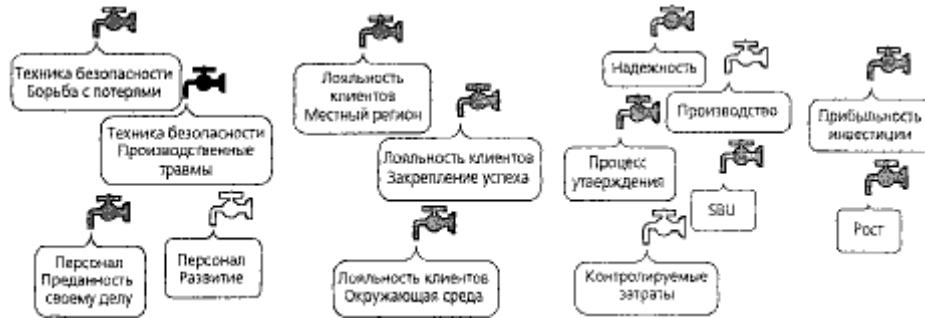 Техника безопасности
Борьба с потерями
Техника безопасности
Производственные
травмы
Персонал
Преданность
своему делу
Персонал
Развитие
Лояльность
клиентов
Местный регион
Лояльность клиентов
Закрепление успеха
Лояльность клиентов
Окружающая среда
Надежность
Производство
Процесс
утверждения
SBU
Контролируемые
затраты
Прибыльность
инвестиции
Рост